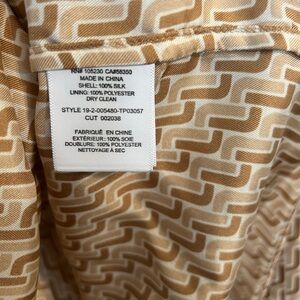 RN# 105230 CA#58350
MADE IN CHINA
SHELL: 100% SILK
LINING: 100% POLYESTER
DRY CLEAN
STYLE 19-2-005480-TP03057
CUT 002038
FABRIQUÉ EN CHINE
EXTÉRIEUR: 100% SOIE
DOUBLURE: 100% POLYESTER
NETTOYAGE À SEC